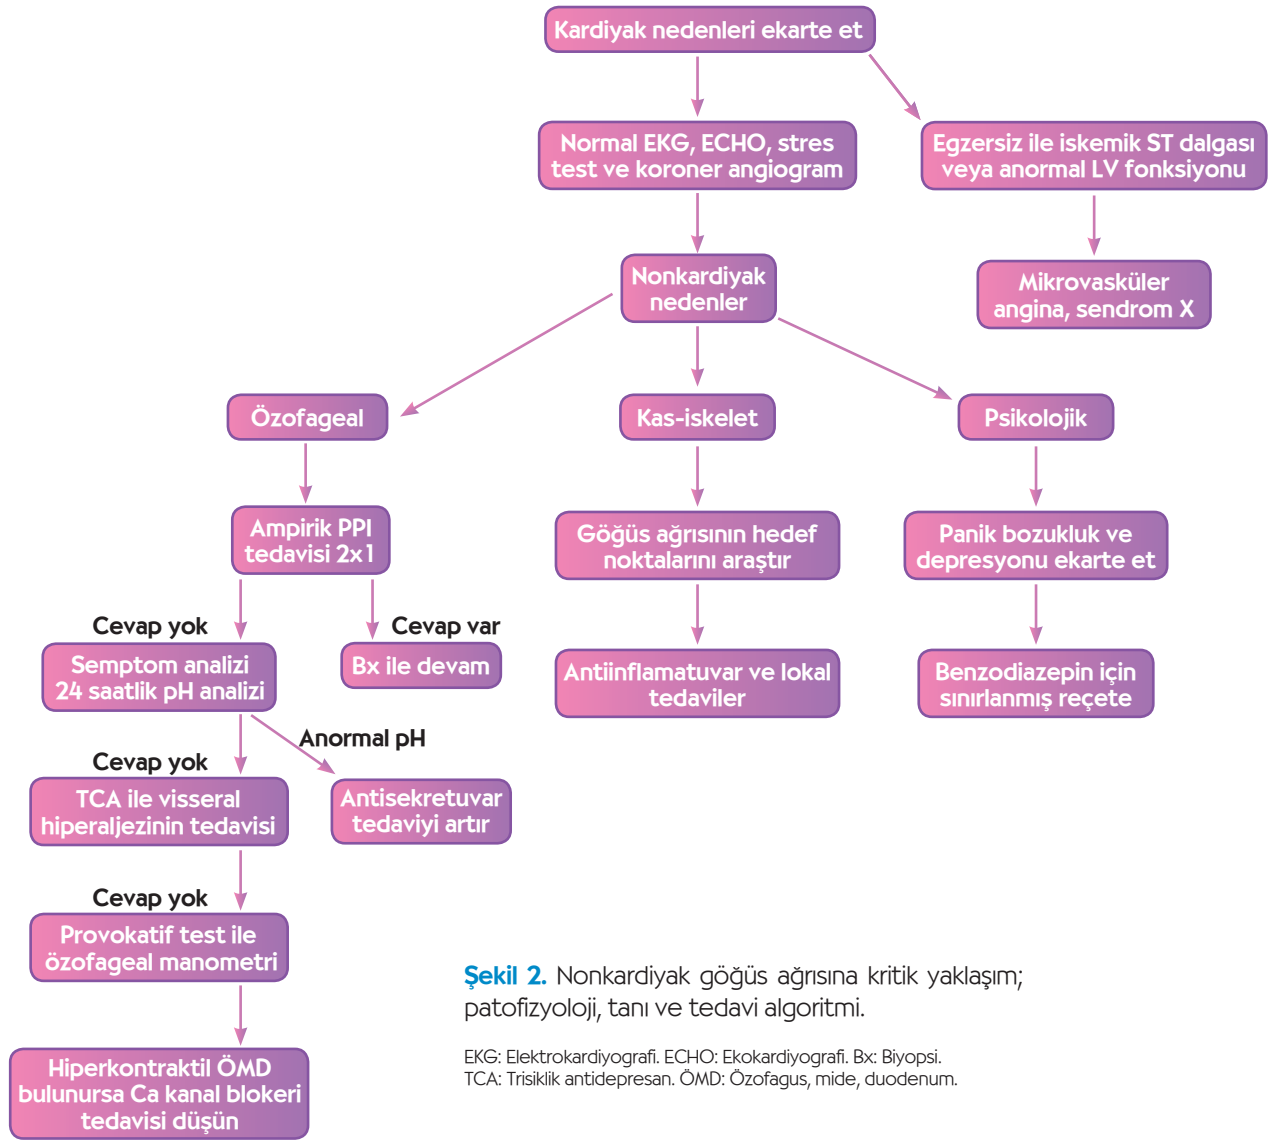 Kardiyak nedenleri ekarte et
Normal EKG, ECHO, stres
test ve koroner angiogram
Egzersiz ile iskemik ST dalgası
veya anormal LV fonksiyonu
Nonkardiyak
nedenler
Mikrovasküler
angina, sendrom X
Özofageal
Kas-iskelet
Psikolojik
Ampirik PPI
tedavisi 2x1
Göğüs ağrısının hedef
noktalarını araştır
Panik bozukluk ve
depresyonu ekarte et
Cevap yok
Cevap var
Semptom analizi
24 saatlik pH analizi
Bx ile devam
Antiinflamatuvar ve lokal
tedaviler
Benzodiazepin için
sınırlanmış reçete
Anormal pH
Cevap yok
TCA ile visseral
hiperaljezinin tedavisi
Antisekretuvar
tedaviyi artır
Cevap yok
Provokatif test ile
özofageal manometri
Hiperkontraktil ÖMD
bulunursa Ca kanal blokeri
tedavisi düşün
Şekil 2. Nonkardiyak göğüs ağrısına kritik yaklaşım;
patofizyoloji, tanı ve tedavi algoritmi.
EKG: Elektrokardiyografi. ECHO: Ekokardiyografi. Bx: Biyopsi.
TCA: Trisiklik antidepresan. ÖMD: Özofagus, mide, duodenum.